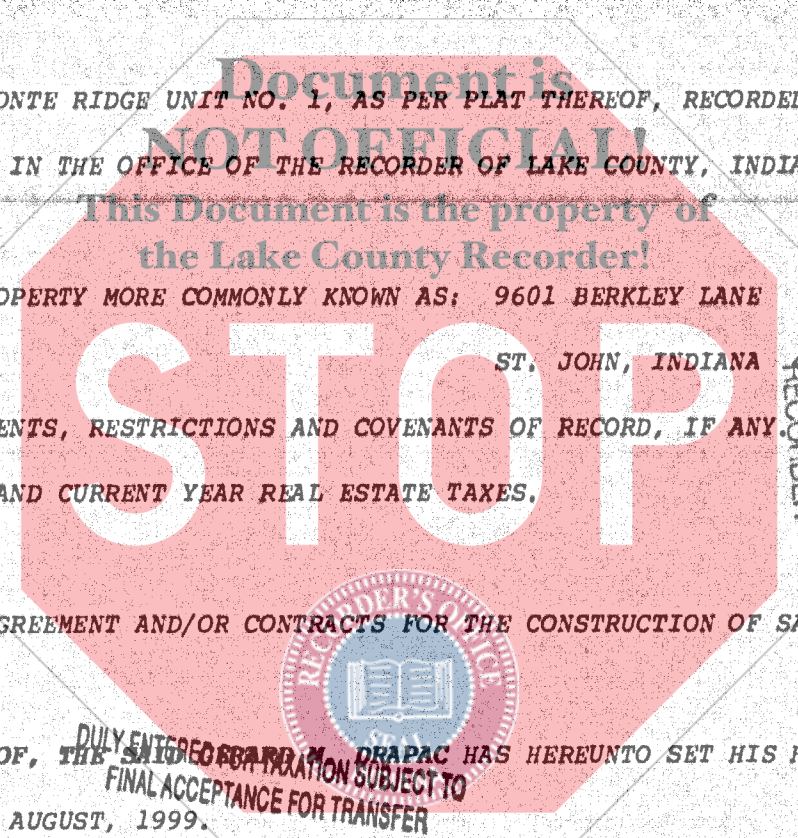 Document is
ONTE RIDGE UNIT NO. 1, AS PER PLAT THEREOF, RECORDED
NOT OFFICIAL!
IN THE OFFICE OF THE RECORDER OF LAKE COUNTY, INDIA
This Document is the property of
the Lake County Recorder!
OPERTY MORE COMMONLY KNOWN AS: 9601 BERKLEY LANE
ST. JOHN, INDIANA
STOP
ENTS, RESTRICTIONS AND COVENANTS OF RECORD, IF ANY.
RECORDER
AND CURRENT YEAR REAL ESTATE TAXES.
RECORDER'S OFFICE
GREEMENT AND/OR CONTRACTS FOR THE CONSTRUCTION OF SA
SEAL
OF, THE SAID GERARD M. DRAPAC HAS HEREUNTO SET HIS H
DULY ENTERED FOR TAXATION SUBJECT TO
FINAL ACCEPTANCE FOR TRANSFER
AUGUST, 1999.